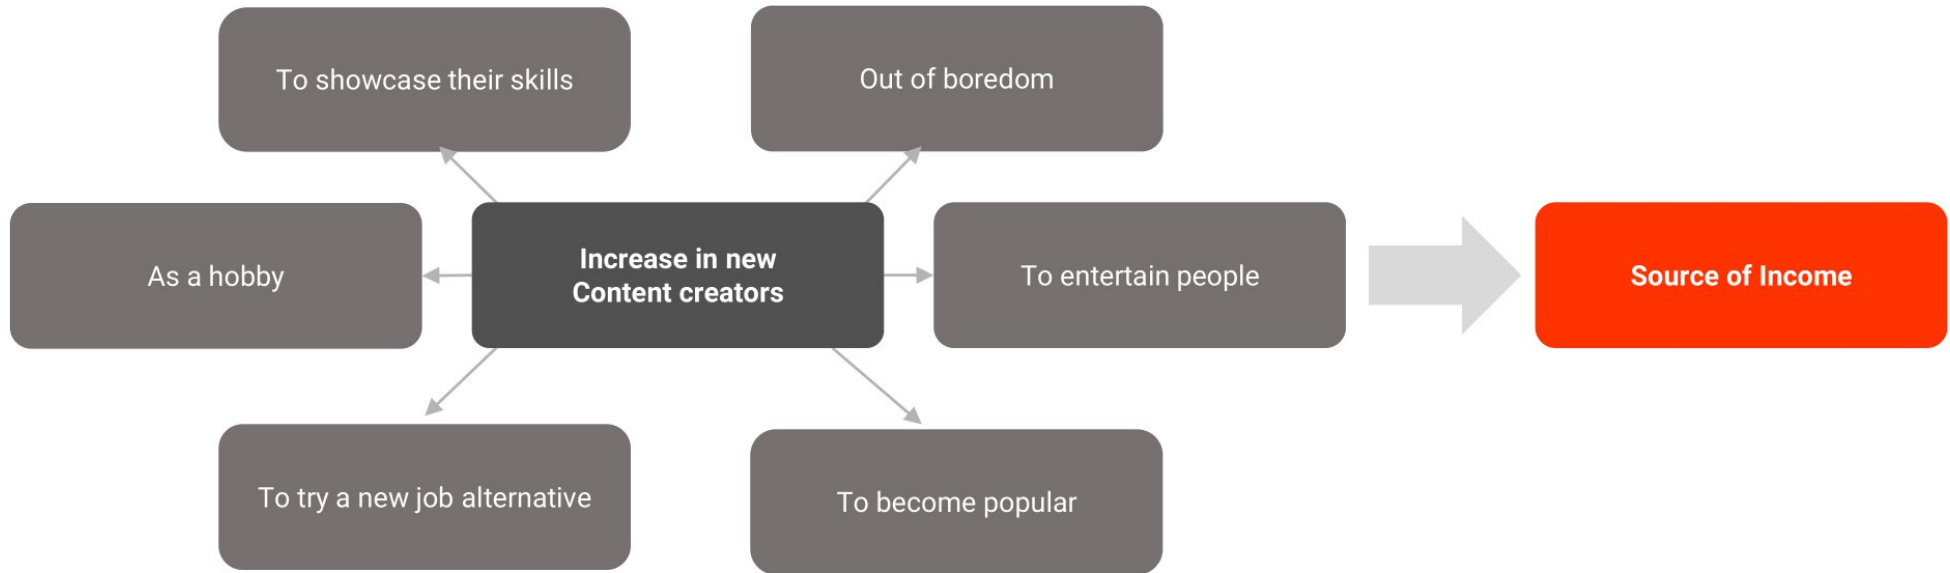 To showcase their skills
Out of boredom
As a hobby
Increase in new
Content creators
To entertain people
Source of Income
To try a new job alternative
To become popular